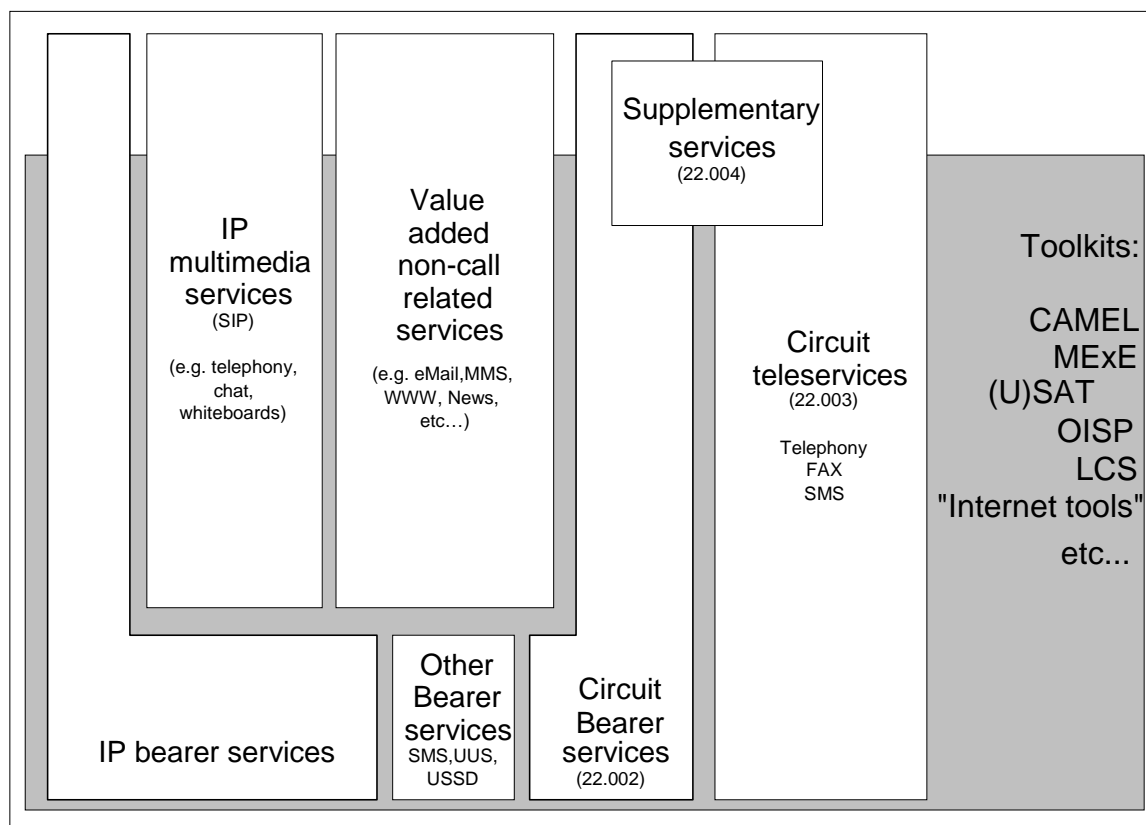 Supplementary
services
(22.004)
IP
multimedia
services
(SIP)
(e.g. telephony,
chat,
whiteboards)
Value
added
non-call
related
services
(e.g. eMail,MMS,
WWW, News,
etc…)
Circuit
teleservices
(22.003)
Telephony
FAX
SMS
Toolkits:
CAMEL
MExE
(U)SAT
OISP
LCS
"Internet tools"
etc...
IP bearer services
Other
Bearer
services
SMS,UUS,
USSD
Circuit
Bearer
services
(22.002)